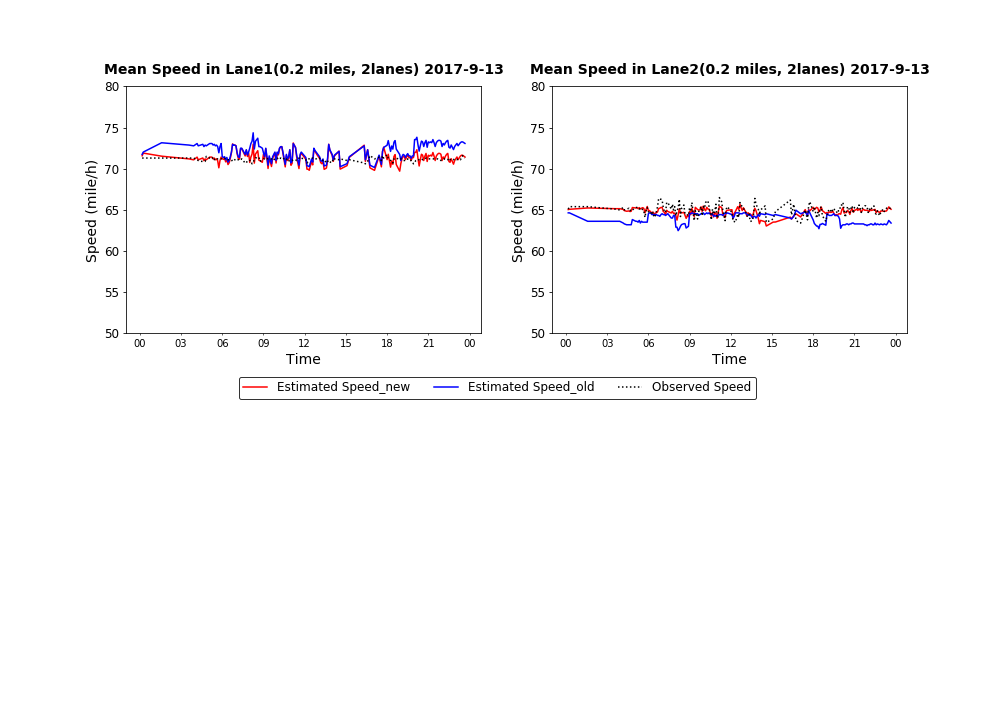 Mean Speed in Lane1(0.2 miles, 2lanes) 2017-9-13
80
75
70
65
60
55
50
Speed (mile/h)
00 03 06 09 12 15 18 21 00
Time
Mean Speed in Lane2(0.2 miles, 2lanes) 2017-9-13
80
75
70
65
60
55
50
Speed (mile/h)
00 03 06 09 12 15 18 21 00
Time
Estimated Speed_new Estimated Speed_old Observed Speed